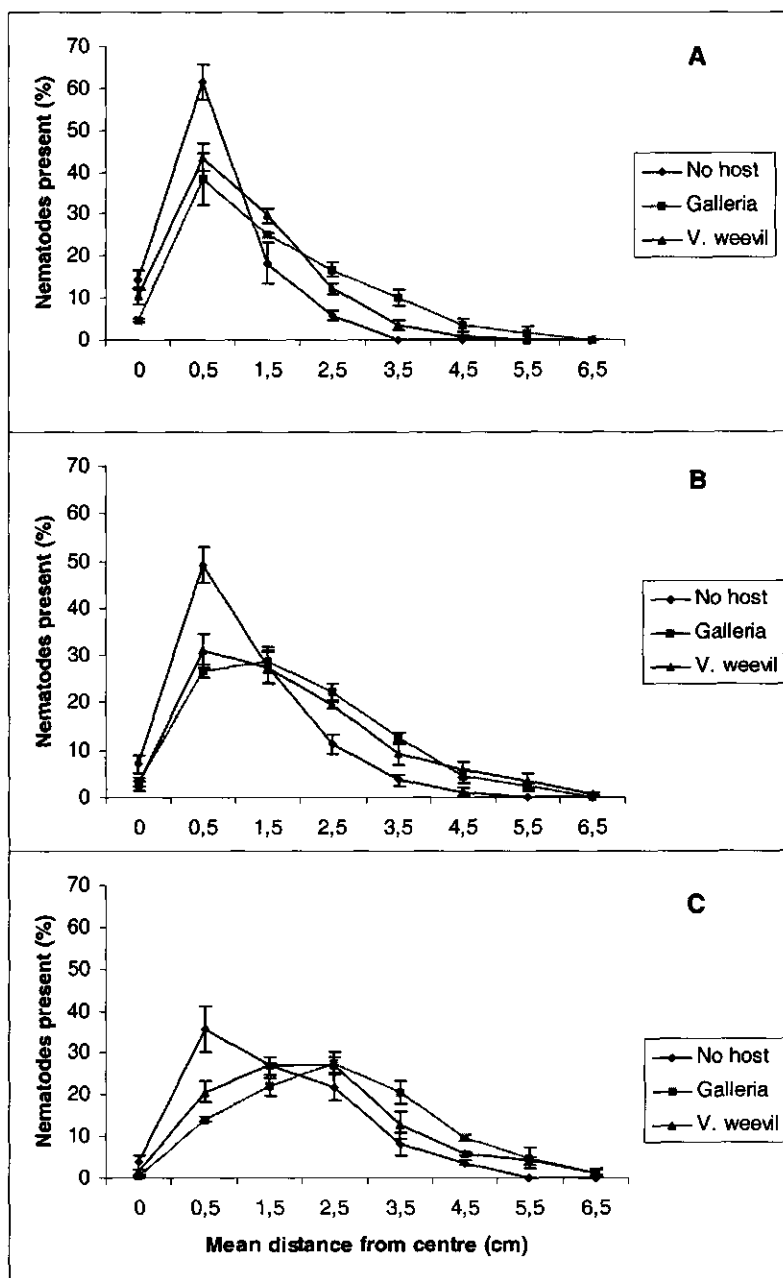 A
Nematodes present (%)
70
60
50
40
30
20
10
0
0 0,5 1,5 2,5 3,5 4,5 5,5 6,5
No host
Galleria
V. weevil
B
Nematodes present (%)
70
60
50
40
30
20
10
0
0 0,5 1,5 2,5 3,5 4,5 5,5 6,5
No host
Galleria
V. weevil
C
Nematodes present (%)
70
60
50
40
30
20
10
0
0 0,5 1,5 2,5 3,5 4,5 5,5 6,5
Mean distance from centre (cm)
No host
Galleria
V. weevil